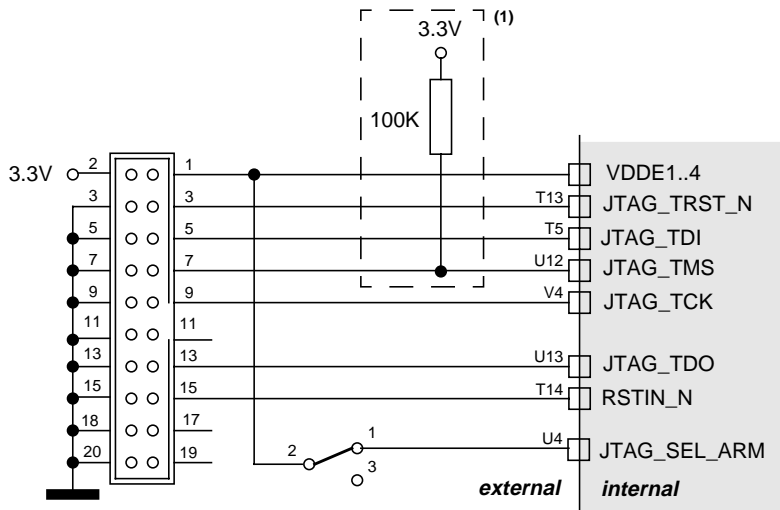 (1)
3.3V
100K
3.3V 2 1 VDDE1..4
3 3 T13 JTAG_TRST_N
5 5 T5 JTAG_TDI
7 7 U12 JTAG_TMS
9 9 V4 JTAG_TCK
11 11
13 13 U13 JTAG_TDO
15 15 T14 RSTIN_N
18 17
20 19 2 1 U4 JTAG_SEL_ARM
3
external internal